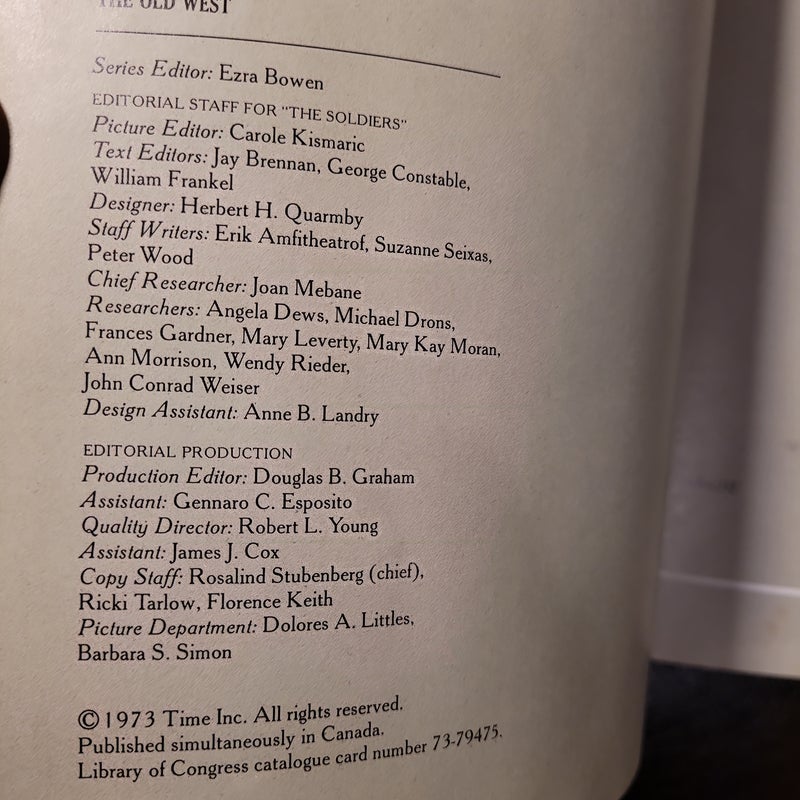 THE OLD WEST
Series Editor: Ezra Bowen
EDITORIAL STAFF FOR "THE SOLDIERS"
Picture Editor: Carole Kismaric
Text Editors: Jay Brennan, George Constable,
William Frankel
Designer: Herbert H. Quarmby
Staff Writers: Erik Amfitheatrof, Suzanne Seixas,
Peter Wood
Chief Researcher: Joan Mebane
Researchers: Angela Dews, Michael Drons,
Frances Gardner, Mary Leverty, Mary Kay Moran,
Ann Morrison, Wendy Rieder,
John Conrad Weiser
Design Assistant: Anne B. Landry
EDITORIAL PRODUCTION
Production Editor: Douglas B. Graham
Assistant: Gennaro C. Esposito
Quality Director: Robert L. Young
Assistant: James J. Cox
Copy Staff: Rosalind Stubenberg (chief),
Ricki Tarlow, Florence Keith
Picture Department: Dolores A. Littles,
Barbara S. Simon
© 1973 Time Inc. All rights reserved.
Published simultaneously in Canada.
Library of Congress catalogue card number 73-79475.